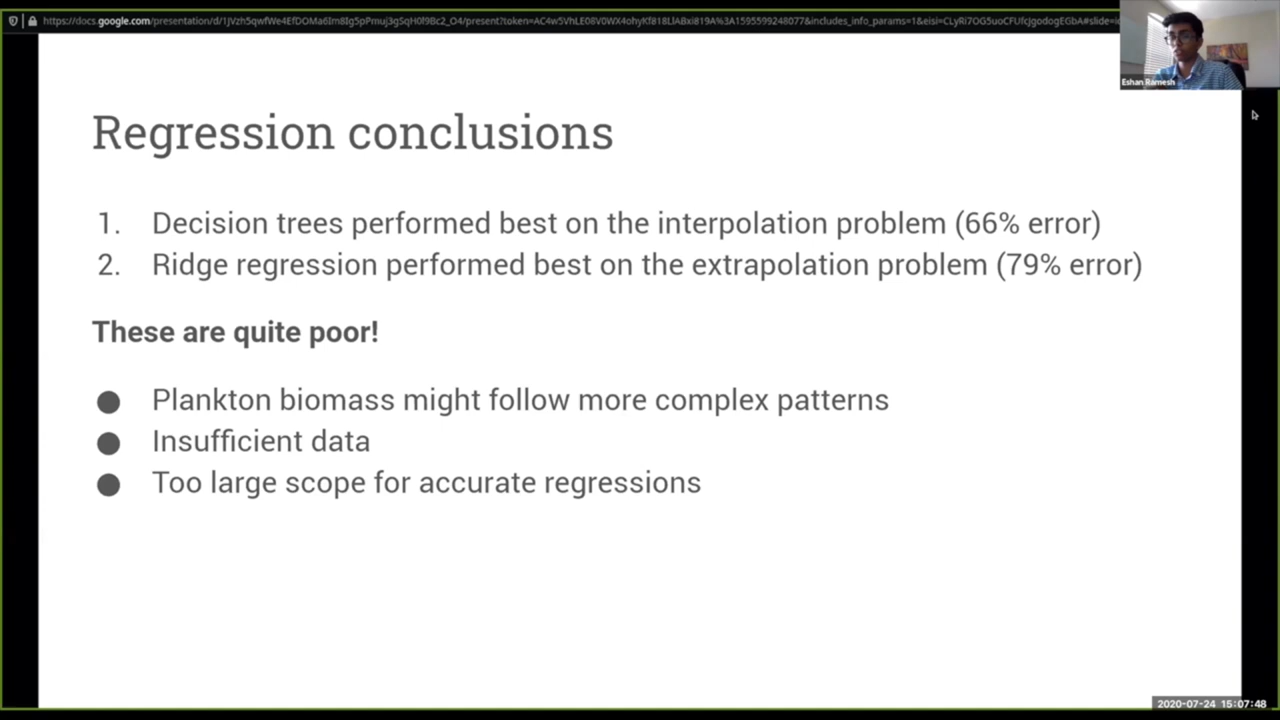 Eshan Ramesh
Regression conclusions
1. Decision trees performed best on the interpolation problem (66% error)
2. Ridge regression performed best on the extrapolation problem (79% error)
These are quite poor!
● Plankton biomass might follow more complex patterns
● Insufficient data
● Too large scope for accurate regressions
2020-07-24 15:07:48